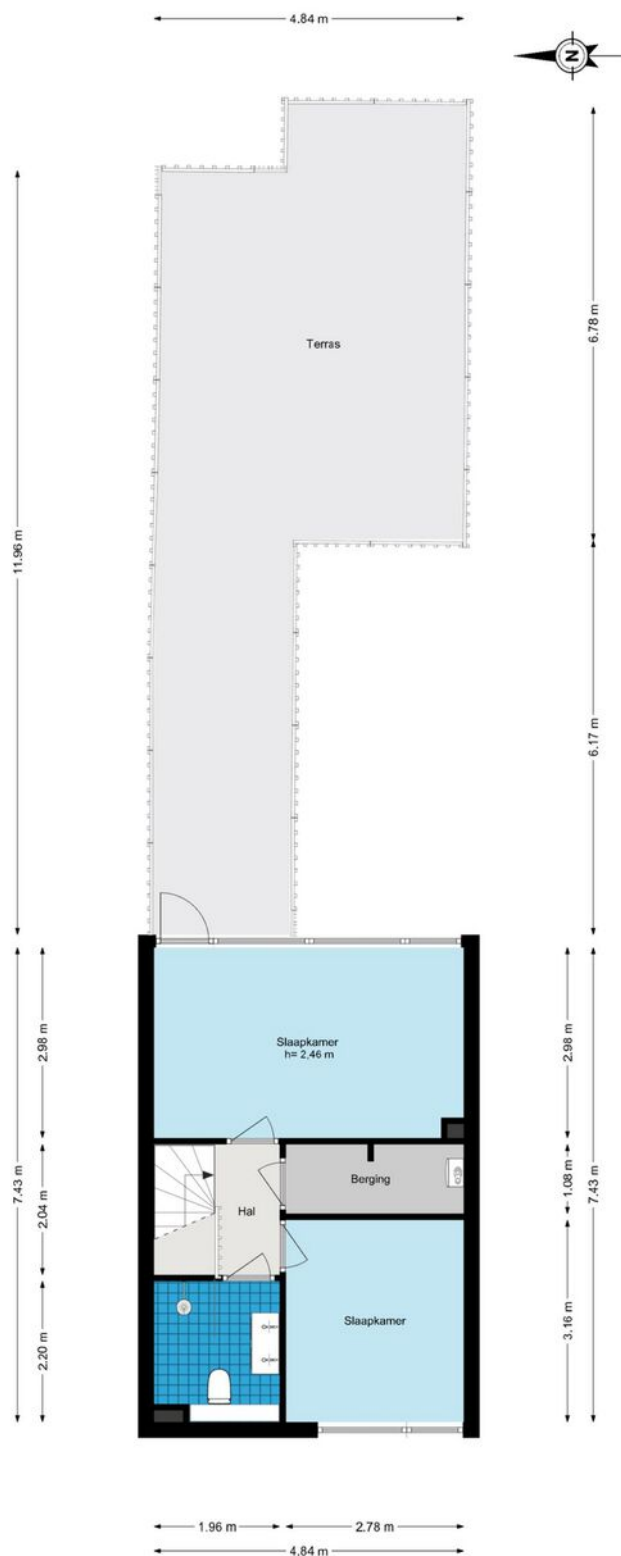 4.84 m
N
Terras
6.78 m
11.96 m
6.17 m
Slaapkamer
h= 2,46 m
2.98 m
2.98 m
7.43 m
7.43 m
Berging
1.08 m
2.04 m
Hal
Slaapkamer
3.16 m
2.20 m
1.96 m
2.78 m
4.84 m